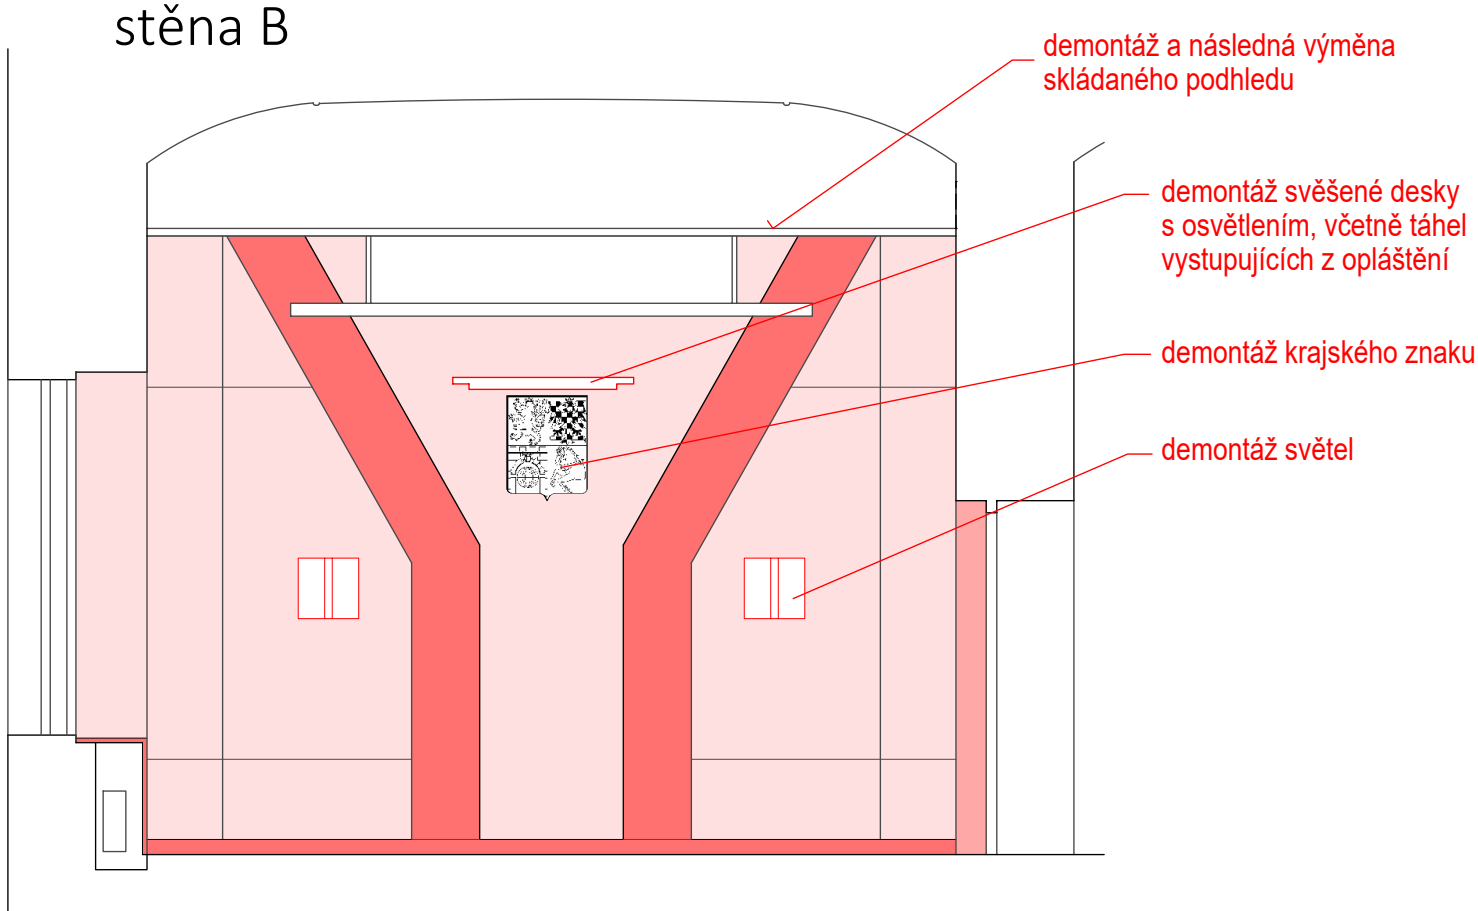 stěna B
demontáž a následná výměna
skládaného podhledu
demontáž svěšené desky
s osvětlením, včetně táhel
vystupujících z opláštění
demontáž krajského znaku
demontáž světel